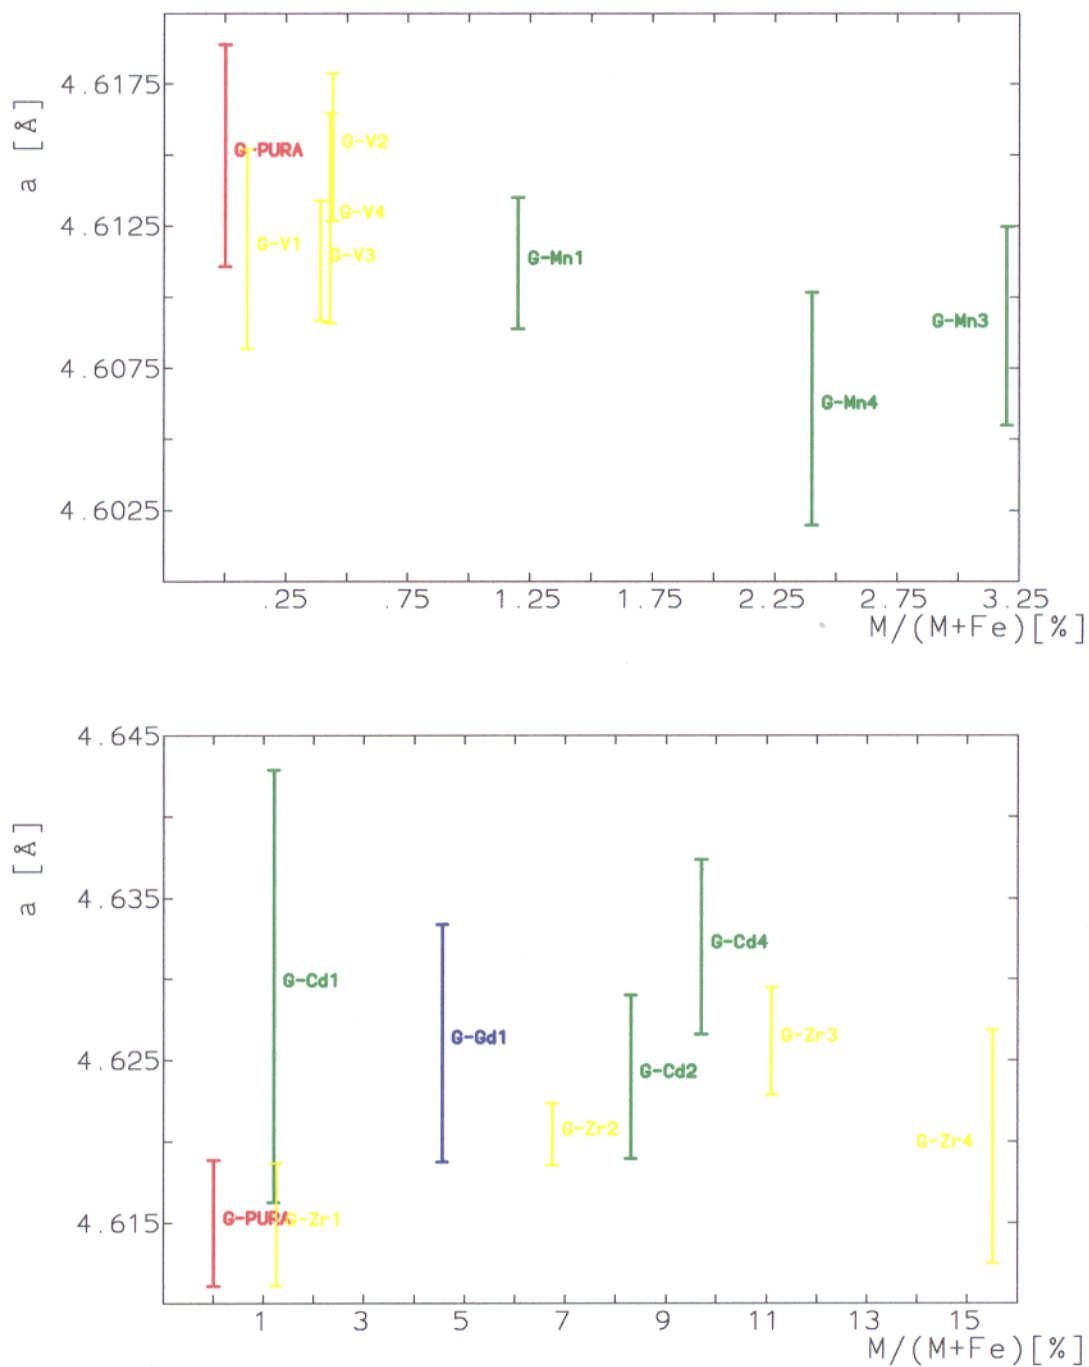 4.6175
a [Å]
G-PURA
G-V2
G-V4
4.6125
G-V1
G-V3
G-Mn1
G-Mn3
4.6075
G-Mn4
4.6025
.25 .75 1.25 1.75 2.25 2.75 3.25
M/(M+Fe)[%]
4.645
a [Å]
4.635
G-Cd4
G-Cd1
G-Gd1
G-Zr3
4.625
G-Cd2
G-Zr2
G-Zr4
4.615
G-PURA
G-Zr1
1 3 5 7 9 11 13 15
M/(M+Fe)[%]